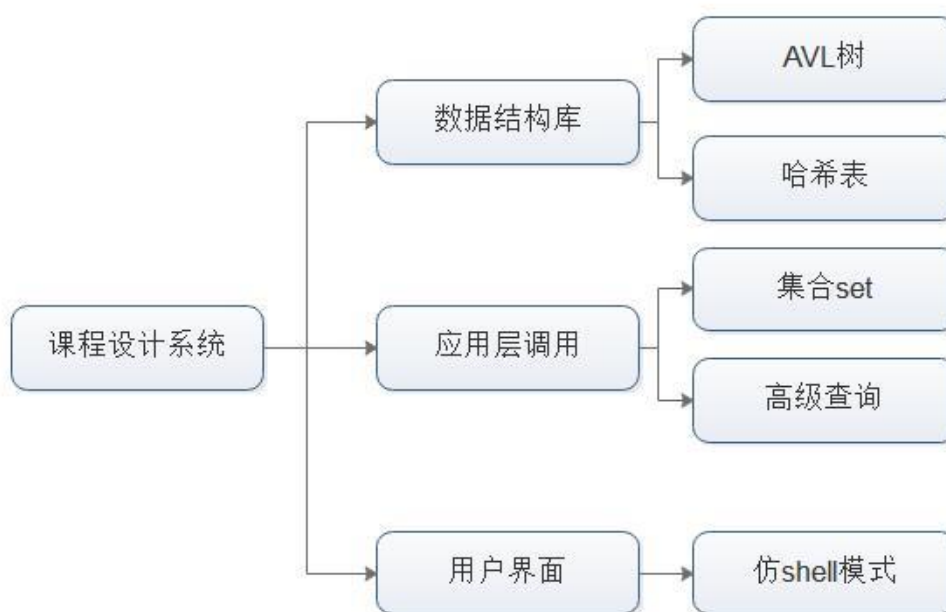 课程设计系统
数据结构库
AVL树
哈希表
应用层调用
集合set
高级查询
用户界面
仿shell模式